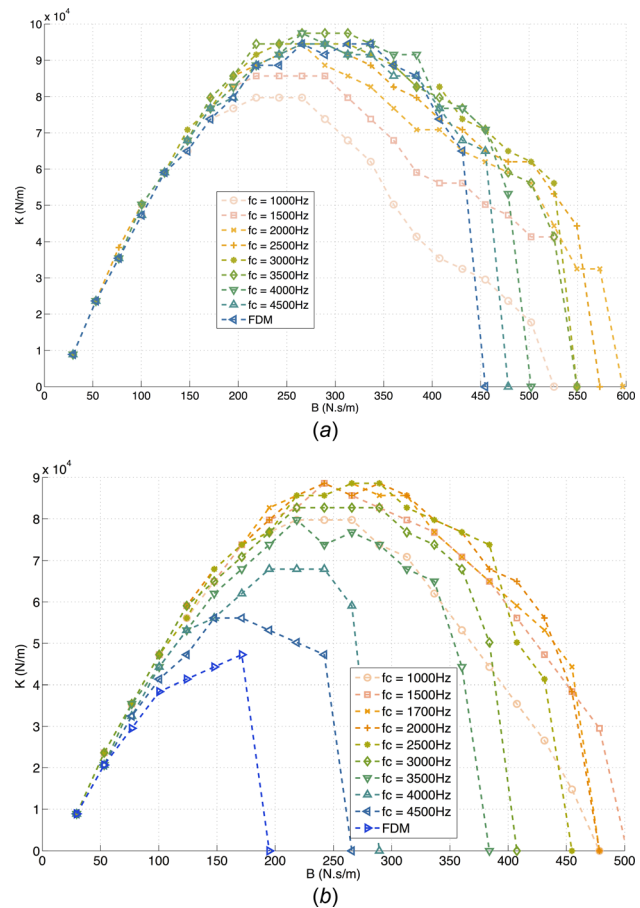 x 10⁴
10
9
8
7
6
5
4
3
2
1
0
K (N/m)
fc = 1000Hz
fc = 1500Hz
fc = 2000Hz
fc = 2500Hz
fc = 3000Hz
fc = 3500Hz
fc = 4000Hz
fc = 4500Hz
FDM
0 50 100 150 200 250 300 350 400 450 500 550 600
B (N.s/m)
(a)
x 10⁴
9
8
7
6
5
4
3
2
1
0
K (N/m)
fc = 1000Hz
fc = 1500Hz
fc = 1700Hz
fc = 2000Hz
fc = 2500Hz
fc = 3000Hz
fc = 3500Hz
fc = 4000Hz
fc = 4500Hz
FDM
0 50 100 150 200 250 300 350 400 450 500
B (N.s/m)
(b)